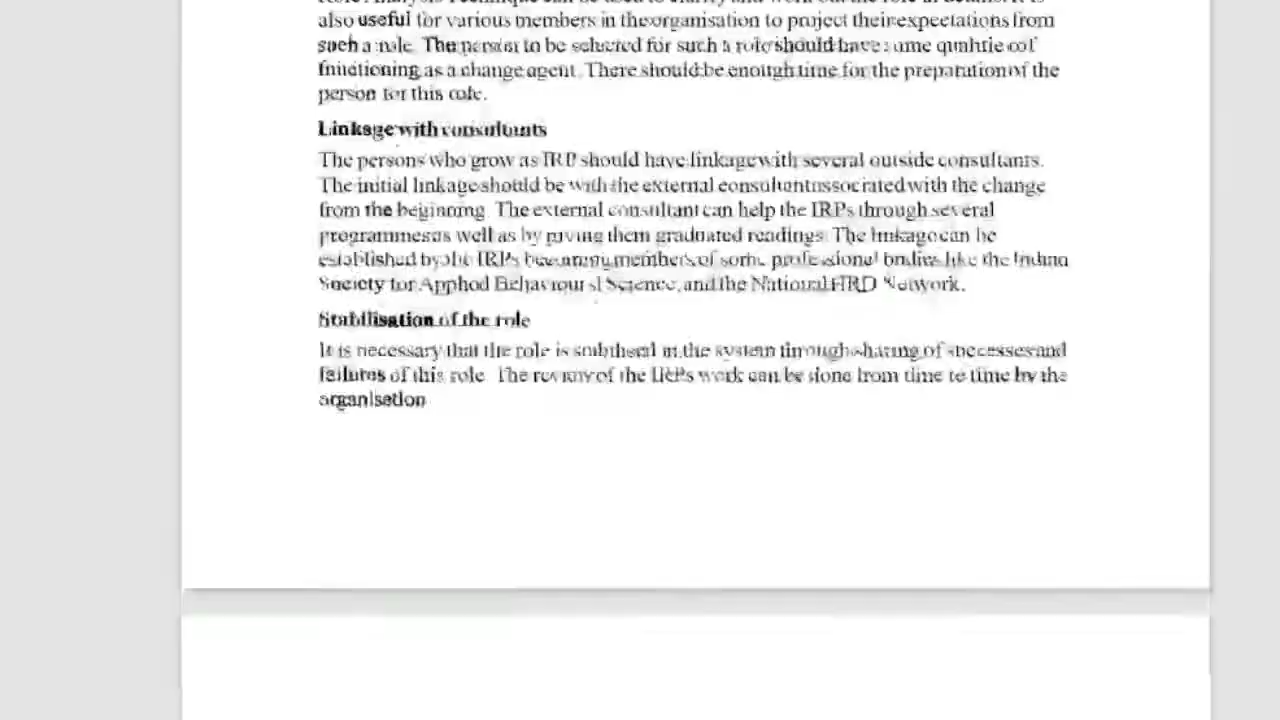 also useful for various members in the organisation to project their expectations from
such a role. The person to be selected for such a role should have some qualities of
functioning as a change agent. There should be enough time for the preparation of the
person for this role.
Linkage with consultants
The persons who grow as IRP should have linkage with several outside consultants.
The initial linkage should be with the external consultant associated with the change
from the beginning. The external consultant can help the IRPs through several
programmes as well as by giving them graduated readings. The linkage can be
established by the IRPs becoming members of some professional bodies like the Indian
Society for Applied Behavioural Science, and the National HRD Network.
Stabilisation of the role
It is necessary that the role is stabilised in the system through sharing of successes and
failures of this role. The review of the IRPs work can be done from time to time by the
organisation